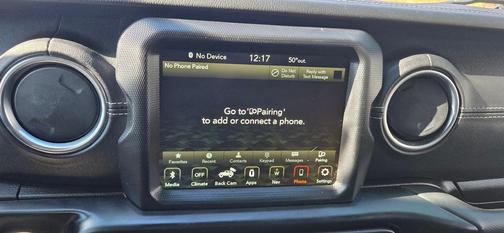 No Device 12:17 50°out.
No Phone Paired
Do Not Disturb
Reply with Text Message
Go to 'Pairing'
to add or connect a phone.
Favorites Recent Contacts Keypad Messages Pairing
OFF
Media Climate Back Cam Apps Nav Phone Settings